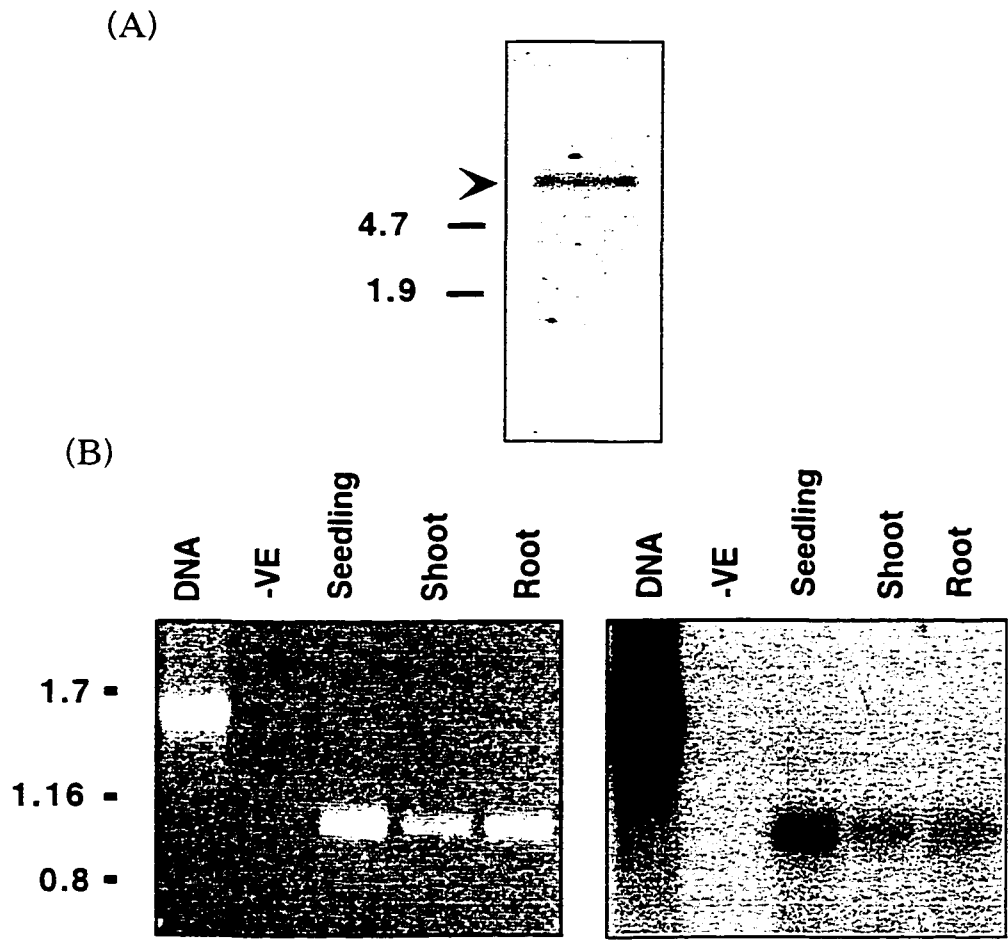 (A)
4.7
1.9
(B)
DNA -VE Seedling Shoot Root
DNA -VE Seedling Shoot Root
1.7
1.16
0.8